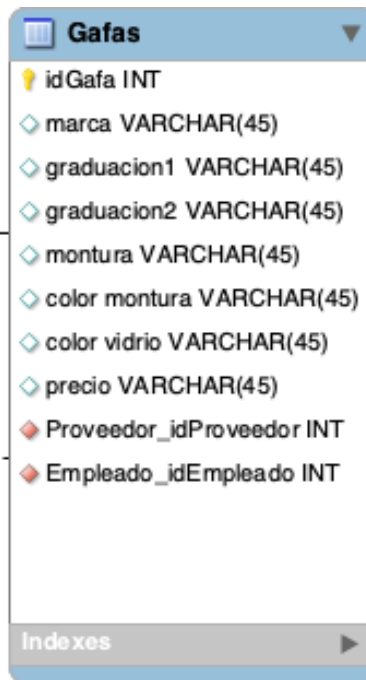 Gafas
idGafa INT
marca VARCHAR(45)
graduacion1 VARCHAR(45)
graduacion2 VARCHAR(45)
montura VARCHAR(45)
color montura VARCHAR(45)
color vidrio VARCHAR(45)
precio VARCHAR(45)
Proveedor_idProveedor INT
Empleado_idEmpleado INT
Indexes